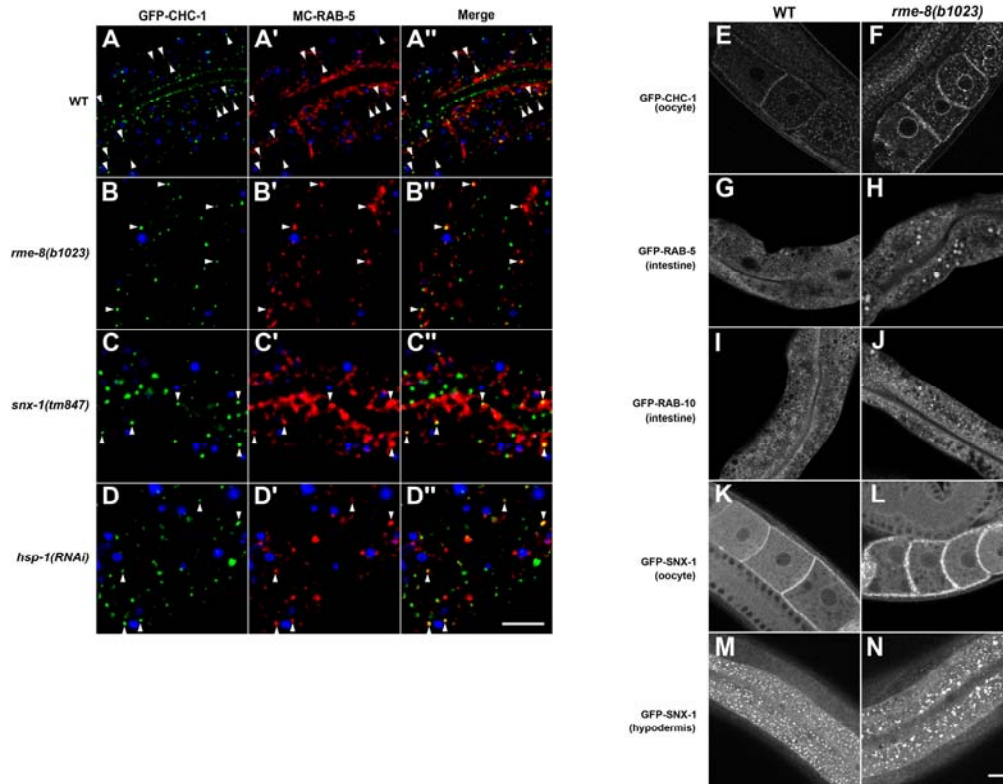 GFP-CHC-1 MC-RAB-5 Merge
WT
A A' A"
rme-8(b1023)
B B' B"
snx-1(tm847)
C C' C"
hsp-1(RNAi)
D D' D"
WT rme-8(b1023)
GFP-CHC-1
(oocyte)
E F
GFP-RAB-5
(intestine)
G H
GFP-RAB-10
(intestine)
I J
GFP-SNX-1
(oocyte)
K L
GFP-SNX-1
(hypodermis)
M N